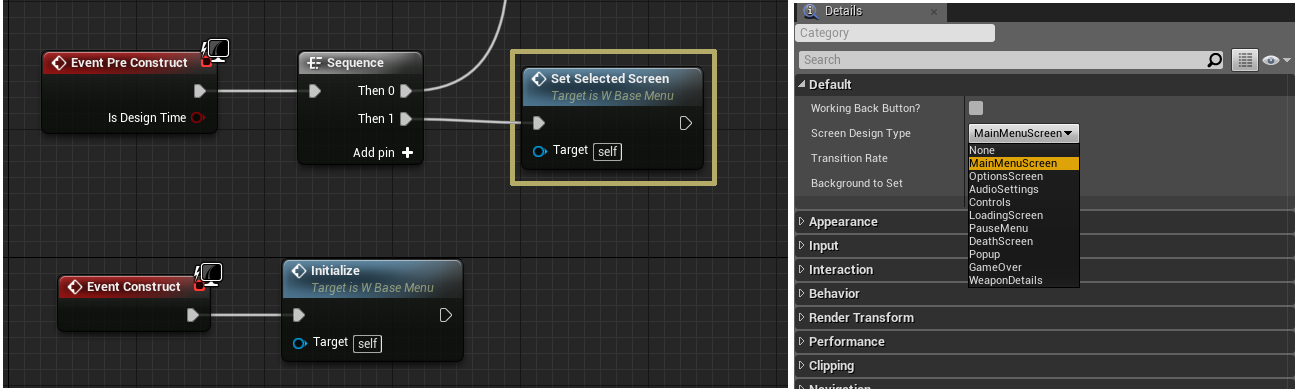 Event Pre Construct
Is Design Time
Sequence
Then 0
Then 1
Add pin
Set Selected Screen
Target is W Base Menu
Target self
Event Construct
Initialize
Target is W Base Menu
Target self
Details
Category
Search
Default
Working Back Button?
Screen Design Type MainMenuScreen
Transition Rate
Background to Set
None
MainMenuScreen
OptionsScreen
AudioSettings
Controls
LoadingScreen
PauseMenu
DeathScreen
Popup
GameOver
WeaponDetails
Appearance
Input
Interaction
Behavior
Render Transform
Performance
Clipping
Navigation